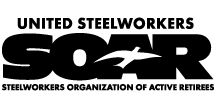 UNITED STEELWORKERS
SOAR
STEELWORKERS ORGANIZATION OF ACTIVE RETIREES